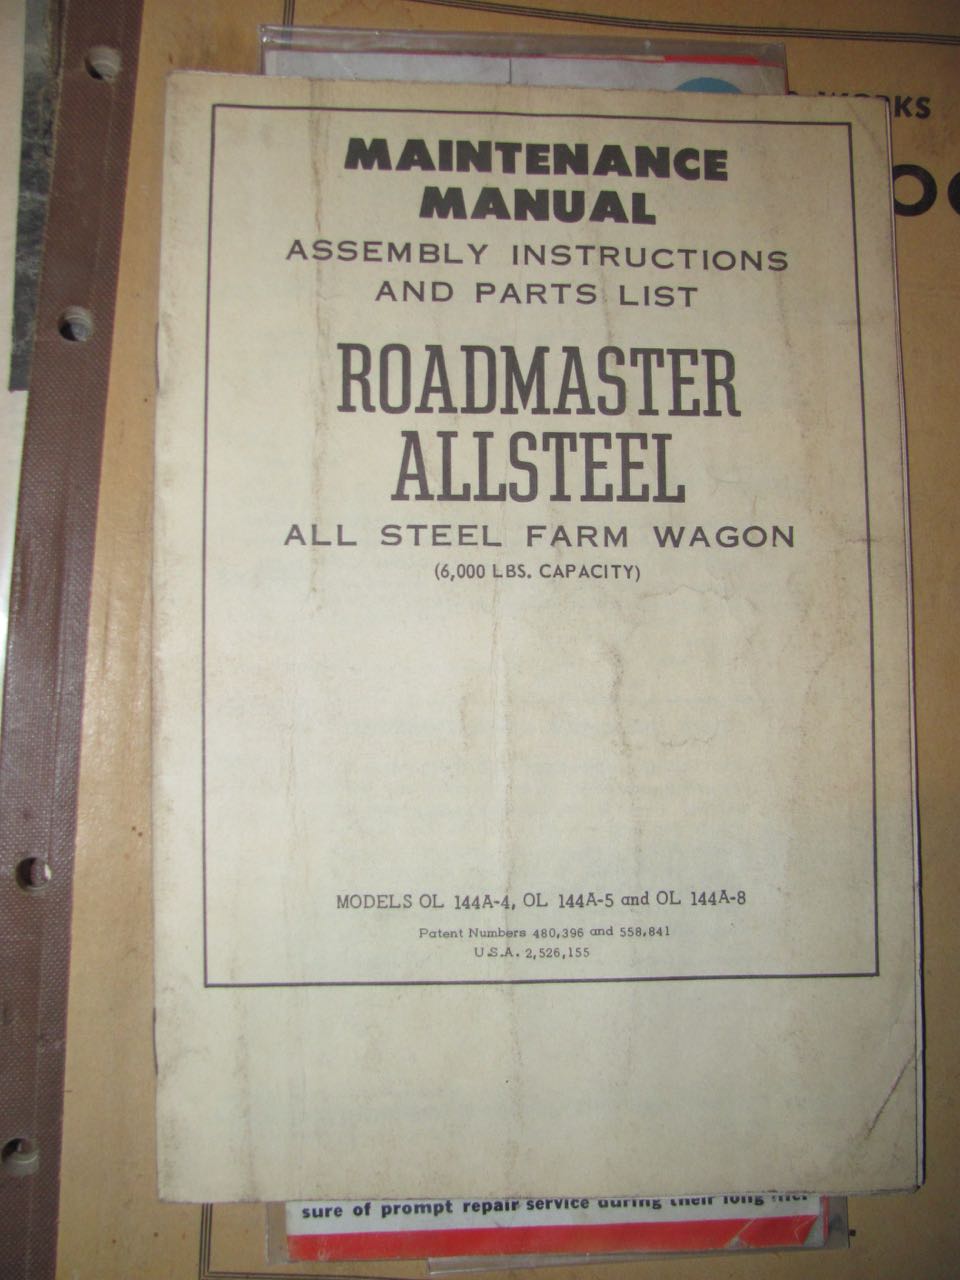 WORKS
MAINTENANCE
MANUAL
ASSEMBLY INSTRUCTIONS
AND PARTS LIST
ROADMASTER
ALLSTEEL
ALL STEEL FARM WAGON
(6,000 LBS. CAPACITY)
MODELS OL 144A-4, OL 144A-5 and OL 144A-8
Patent Numbers 480,396 and 558,841
U.S.A. 2,526,155
sure of prompt repair service during their long